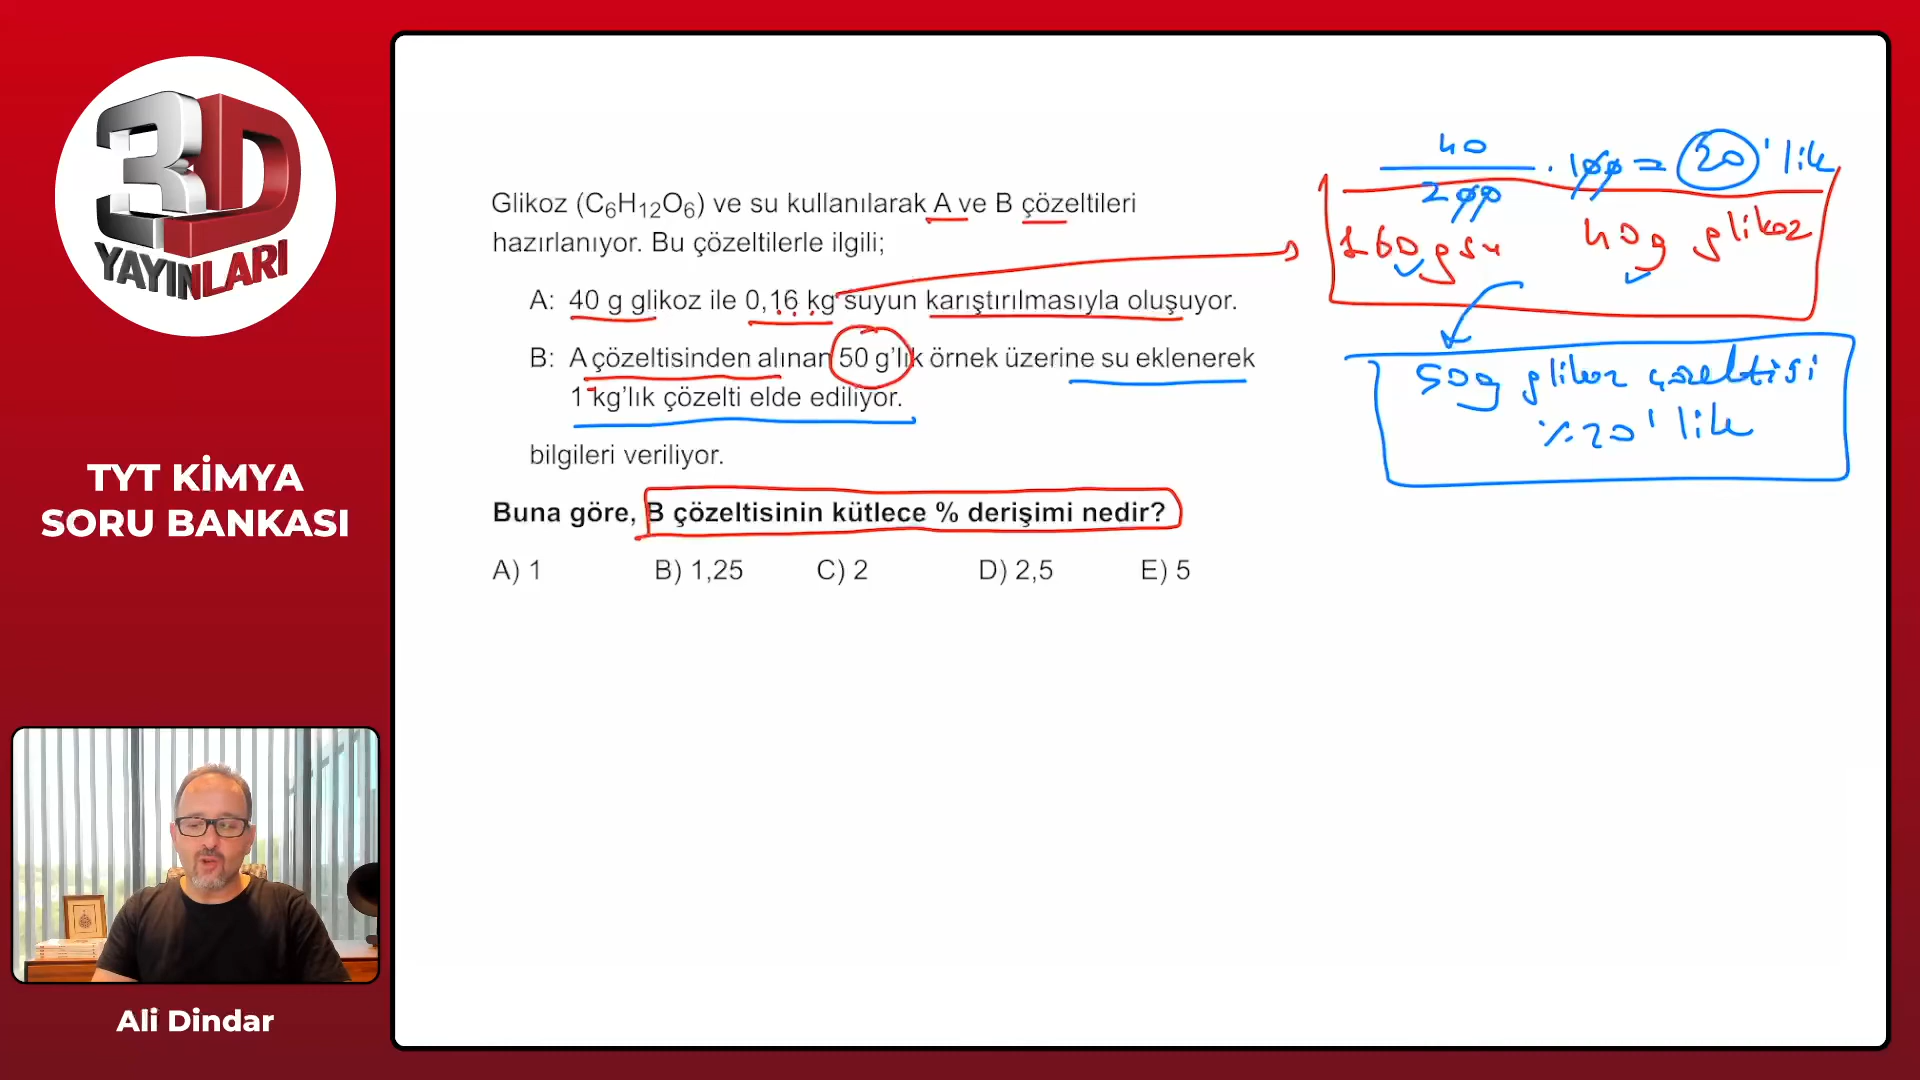 3D
YAYINLARI
TYT KİMYA
SORU BANKASI
Ali Dindar
Glikoz (C₆H₁₂O₆) ve su kullanılarak A ve B çözeltileri
hazırlanıyor. Bu çözeltilerle ilgili;
A: 40 g glikoz ile 0,16 kg suyun karıştırılmasıyla oluşuyor.
B: A çözeltisinden alınan 50 g'lık örnek üzerine su eklenerek
1 kg'lık çözelti elde ediliyor.
bilgileri veriliyor.
Buna göre, B çözeltisinin kütlece % derişimi nedir?
A) 1 B) 1,25 C) 2 D) 2,5 E) 5
40
200 . 100 = 20 'lik
160 g su 40 g glikoz
50g glikoz çözeltisi
%20'lik